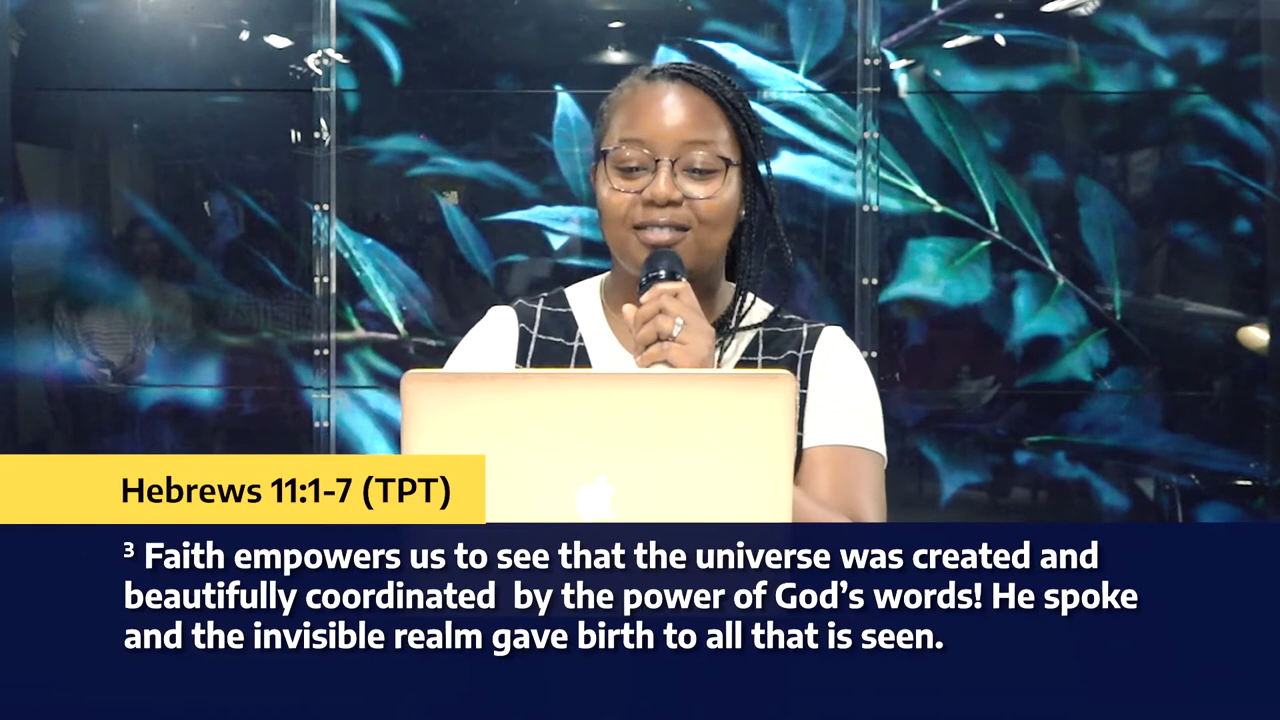 Hebrews 11:1-7 (TPT)
³ Faith empowers us to see that the universe was created and
beautifully coordinated  by the power of God’s words! He spoke
and the invisible realm gave birth to all that is seen.